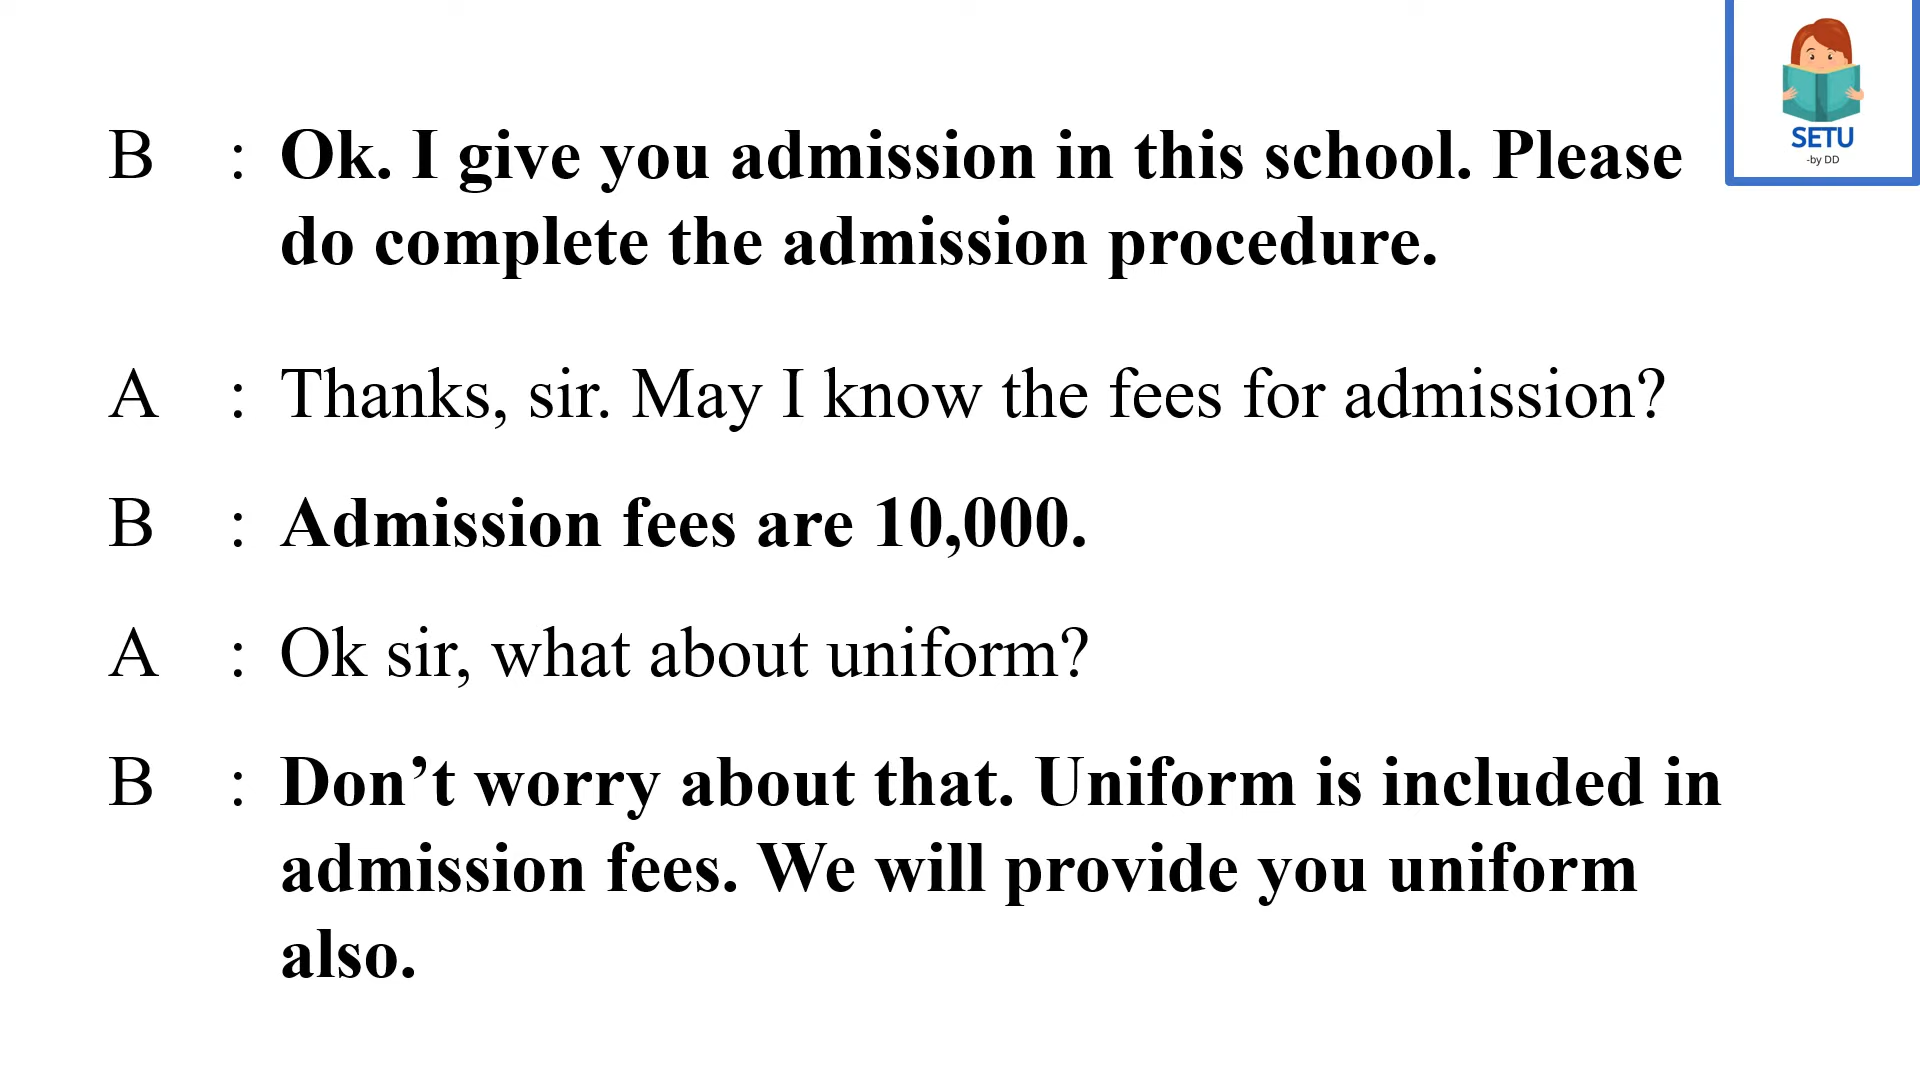 SETU
-by DD
B : Ok. I give you admission in this school. Please
do complete the admission procedure.
A : Thanks, sir. May I know the fees for admission?
B : Admission fees are 10,000.
A : Ok sir, what about uniform?
B : Don’t worry about that. Uniform is included in
admission fees. We will provide you uniform
also.